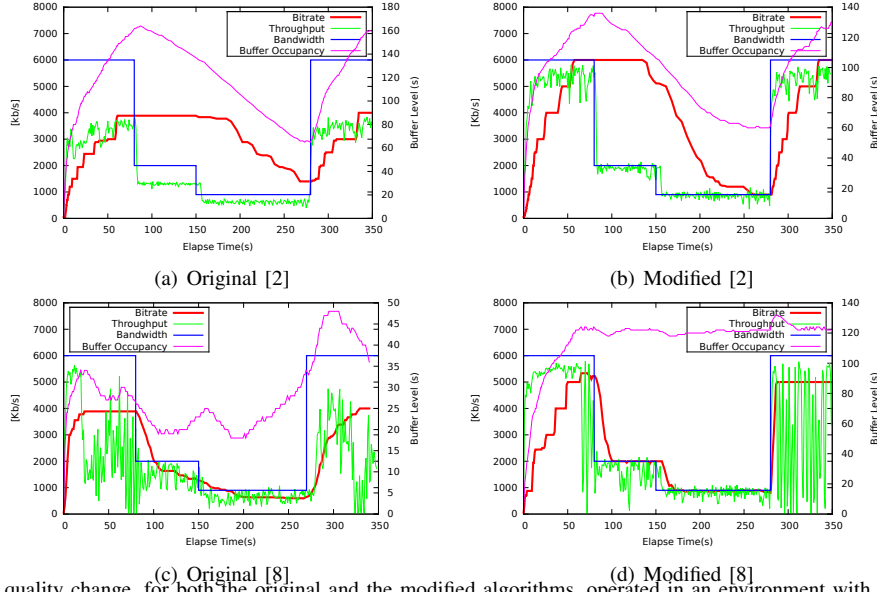 8000
7000
6000
5000
4000
3000
2000
1000
0
[Kb/s]
0 50 100 150 200 250 300 350
Elapse Time(s)
180
160
140
120
100
80
60
40
20
0
Buffer Level(s)
Bitrate
Throughput
Bandwidth
Buffer Occupancy
(a) Original [2]
8000
7000
6000
5000
4000
3000
2000
1000
0
[Kb/s]
0 50 100 150 200 250 300 350
Elapse Time(s)
140
120
100
80
60
40
20
0
Buffer Level(s)
Bitrate
Throughput
Bandwidth
Buffer Occupancy
(b) Modified [2]
8000
7000
6000
5000
4000
3000
2000
1000
0
[Kb/s]
0 50 100 150 200 250 300 350
Elapse Time(s)
50
45
40
35
30
25
20
15
10
5
0
Buffer Level (s)
Bitrate
Throughput
Bandwidth
Buffer Occupancy
(c) Original [8]
8000
7000
6000
5000
4000
3000
2000
1000
0
[Kb/s]
0 50 100 150 200 250 300 350
Elapse Time(s)
140
120
100
80
60
40
20
0
Buffer Level (s)
Bitrate
Throughput
Bandwidth
Buffer Occupancy
(d) Modified [8]
quality change, for both the original and the modified algorithms, operated in an environment with